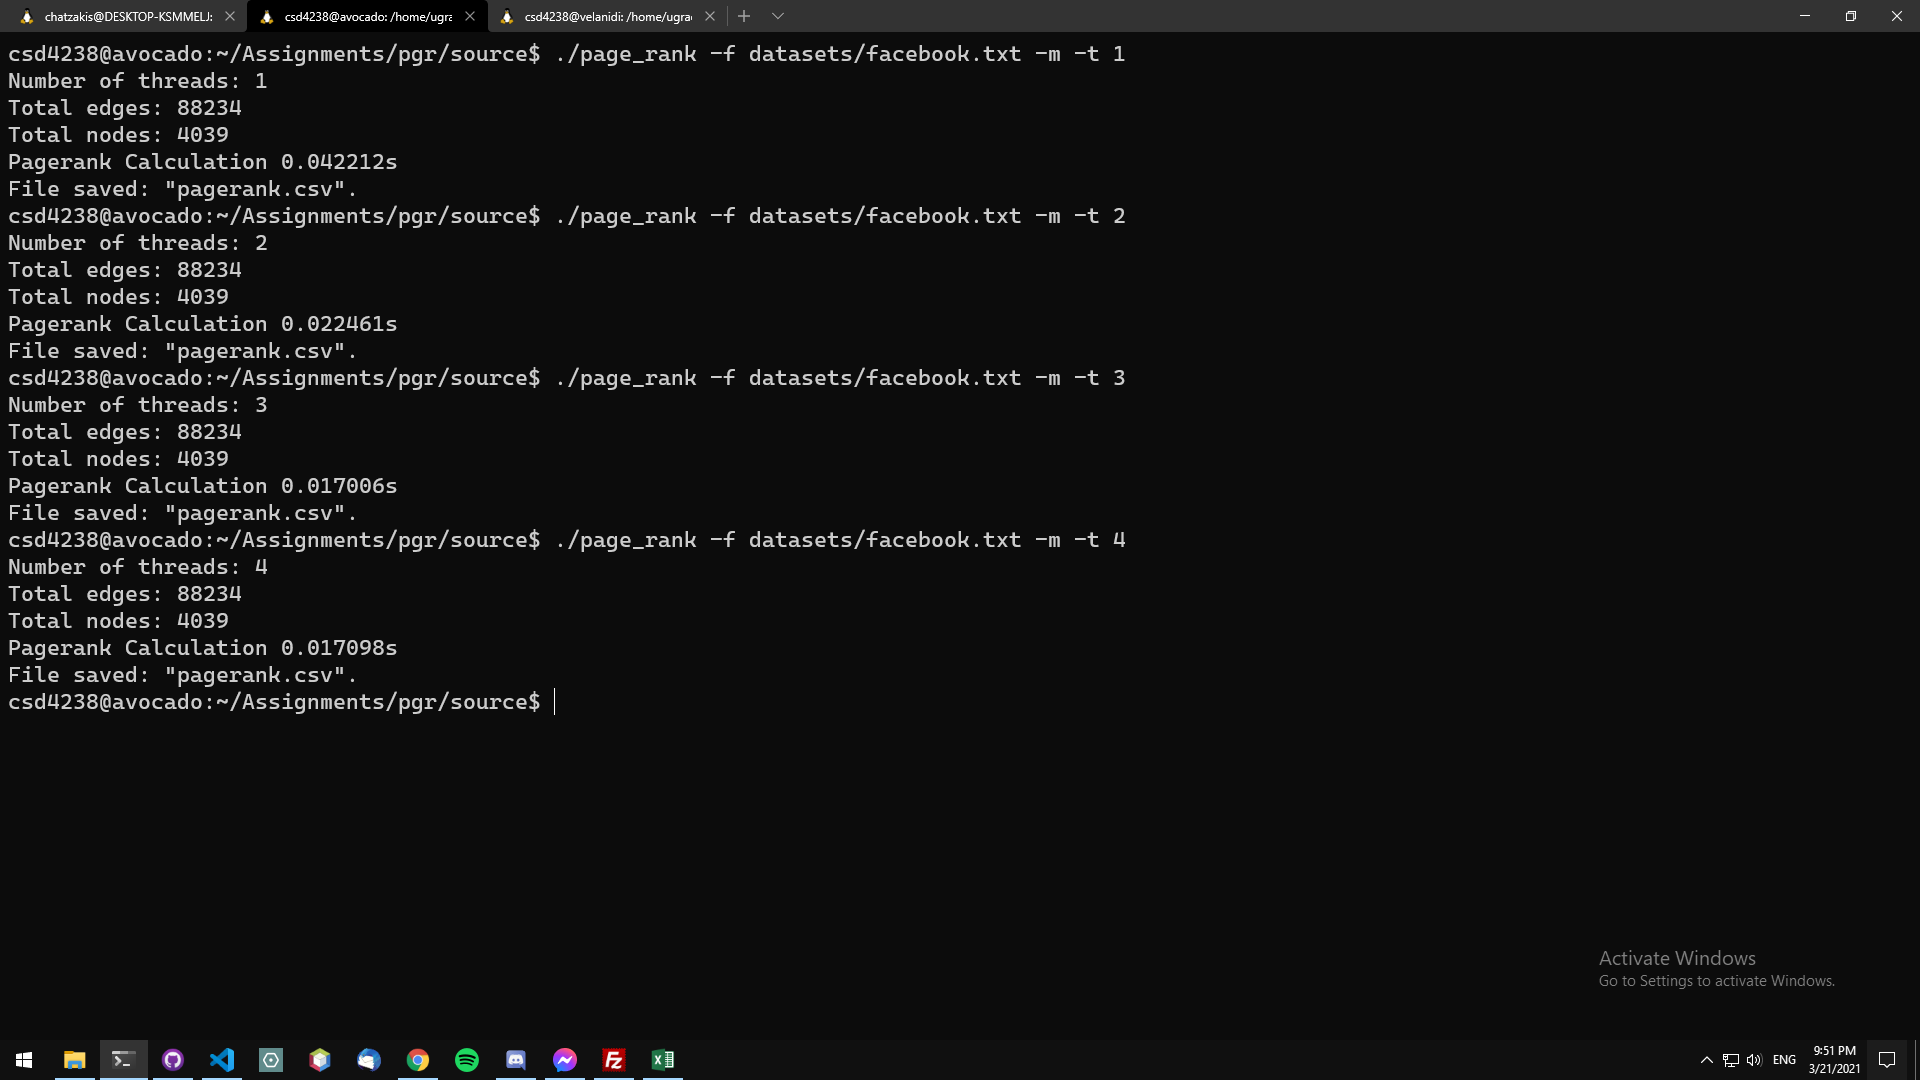 chatzakis@DESKTOP-KSMMELJ:
csd4238@avocado: /home/ugra
csd4238@velanidi: /home/ugra
csd4238@avocado:~/Assignments/pgr/source$ ./page_rank -f datasets/facebook.txt -m -t 1
Number of threads: 1
Total edges: 88234
Total nodes: 4039
Pagerank Calculation 0.042212s
File saved: "pagerank.csv".
csd4238@avocado:~/Assignments/pgr/source$ ./page_rank -f datasets/facebook.txt -m -t 2
Number of threads: 2
Total edges: 88234
Total nodes: 4039
Pagerank Calculation 0.022461s
File saved: "pagerank.csv".
csd4238@avocado:~/Assignments/pgr/source$ ./page_rank -f datasets/facebook.txt -m -t 3
Number of threads: 3
Total edges: 88234
Total nodes: 4039
Pagerank Calculation 0.017006s
File saved: "pagerank.csv".
csd4238@avocado:~/Assignments/pgr/source$ ./page_rank -f datasets/facebook.txt -m -t 4
Number of threads: 4
Total edges: 88234
Total nodes: 4039
Pagerank Calculation 0.017098s
File saved: "pagerank.csv".
csd4238@avocado:~/Assignments/pgr/source$
Activate Windows
Go to Settings to activate Windows.
ENG
9:51 PM
3/21/2021